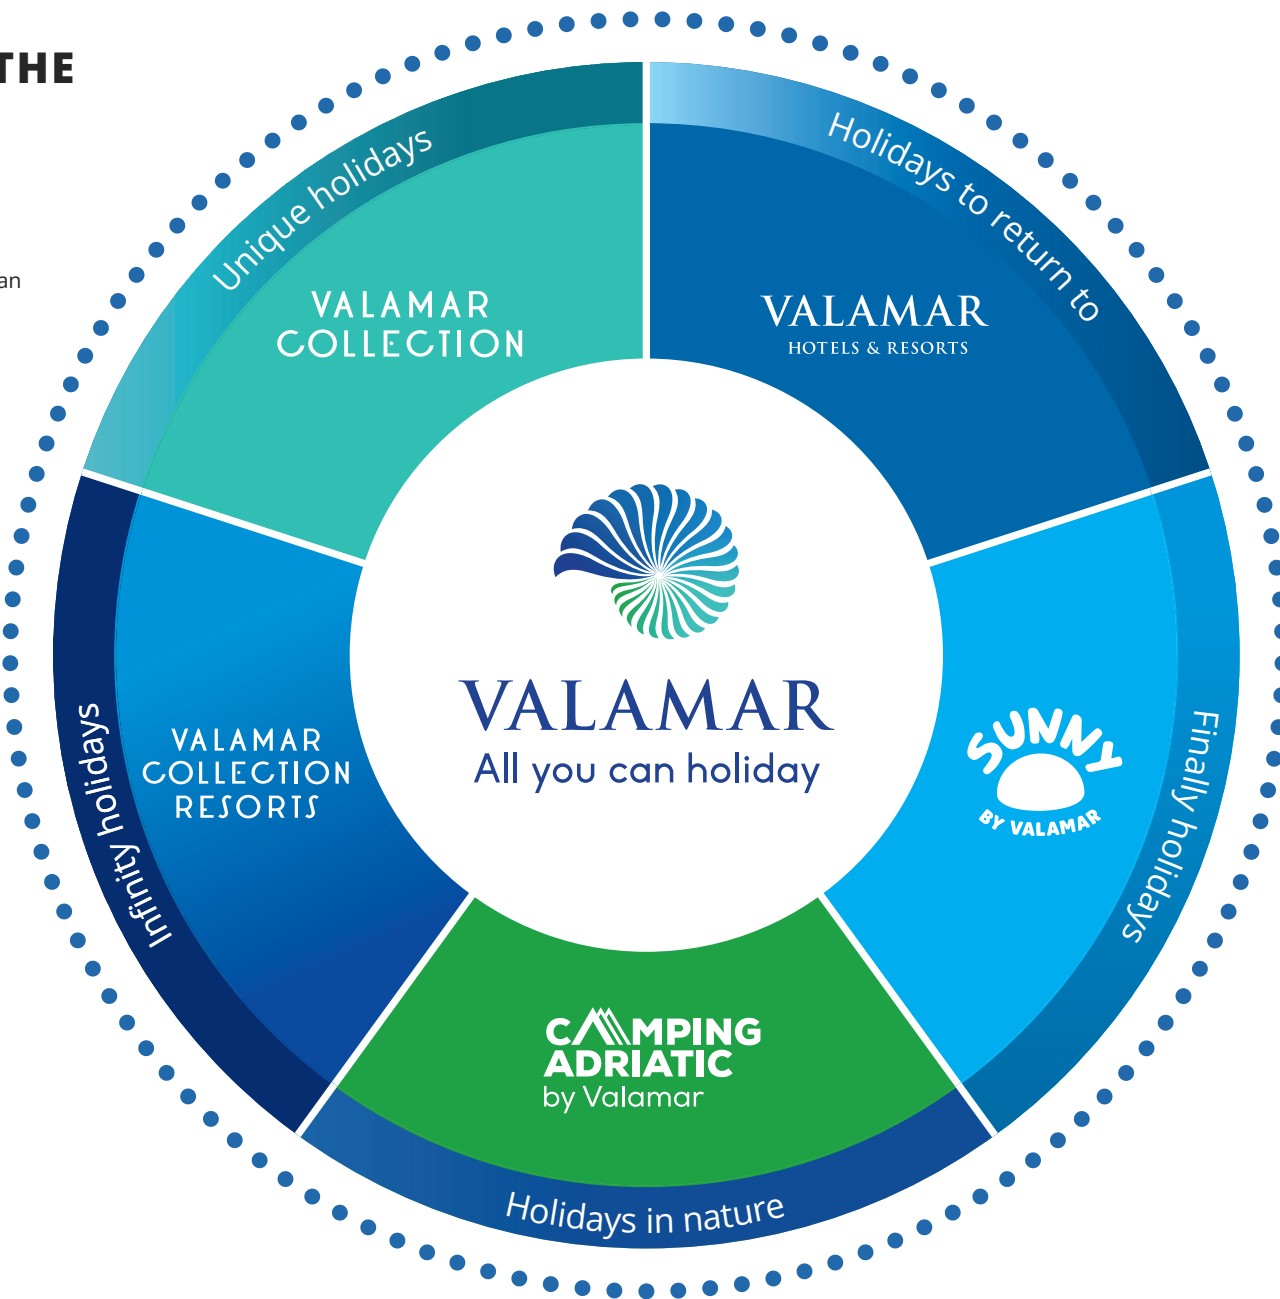 THE
an
Unique holidays
VALAMAR
COLLECTION
Holidays to return to
VALAMAR
HOTELS & RESORTS
VALAMAR
All you can holiday
Infinity holidays
VALAMAR
COLLECTION
RESORTS
SUNNY
BY VALAMAR
Finally holidays
CAMPING
ADRIATIC
by Valamar
Holidays in nature